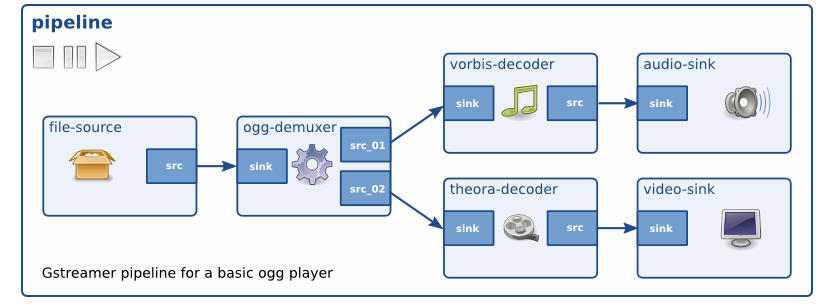 pipeline
file-source
src
ogg-demuxer
sink
src_01
src_02
vorbis-decoder
sink
src
audio-sink
sink
theora-decoder
sink
src
video-sink
sink
Gstreamer pipeline for a basic ogg player